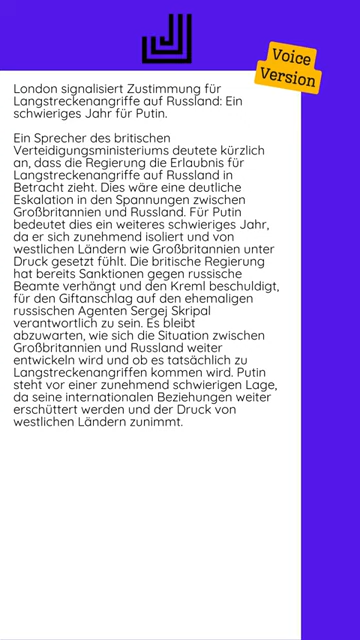 Voice
Version
London signalisiert Zustimmung für
Langstreckenangriffe auf Russland: Ein
schwieriges Jahr für Putin.
Ein Sprecher des britischen
Verteidigungsministeriums deutete kürzlich
an, dass die Regierung die Erlaubnis für
Langstreckenangriffe auf Russland in
Betracht zieht. Dies wäre eine deutliche
Eskalation in den Spannungen zwischen
Großbritannien und Russland. Für Putin
bedeutet dies ein weiteres schwieriges Jahr,
da er sich zunehmend isoliert und von
westlichen Ländern wie Großbritannien unter
Druck gesetzt fühlt. Die britische Regierung
hat bereits Sanktionen gegen russische
Beamte verhängt und den Kreml beschuldigt,
für den Giftanschlag auf den ehemaligen
russischen Agenten Sergej Skripal
verantwortlich zu sein. Es bleibt
abzuwarten, wie sich die Situation zwischen
Großbritannien und Russland weiter
entwickeln wird und ob es tatsächlich zu
Langstreckenangriffen kommen wird. Putin
steht vor einer zunehmend schwierigen Lage,
da seine internationalen Beziehungen weiter
erschüttert werden und der Druck von
westlichen Ländern zunimmt.